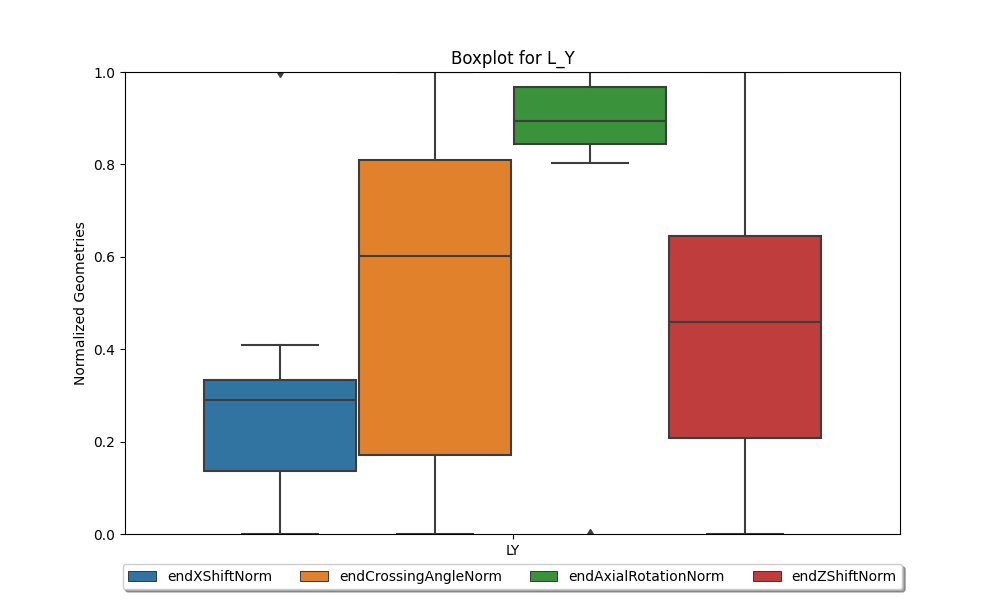 Boxplot for L_Y
1.0
0.8
0.6
0.4
0.2
0.0
Normalized Geometries
LY
endXShiftNorm endCrossingAngleNorm endAxialRotationNorm endZShiftNorm